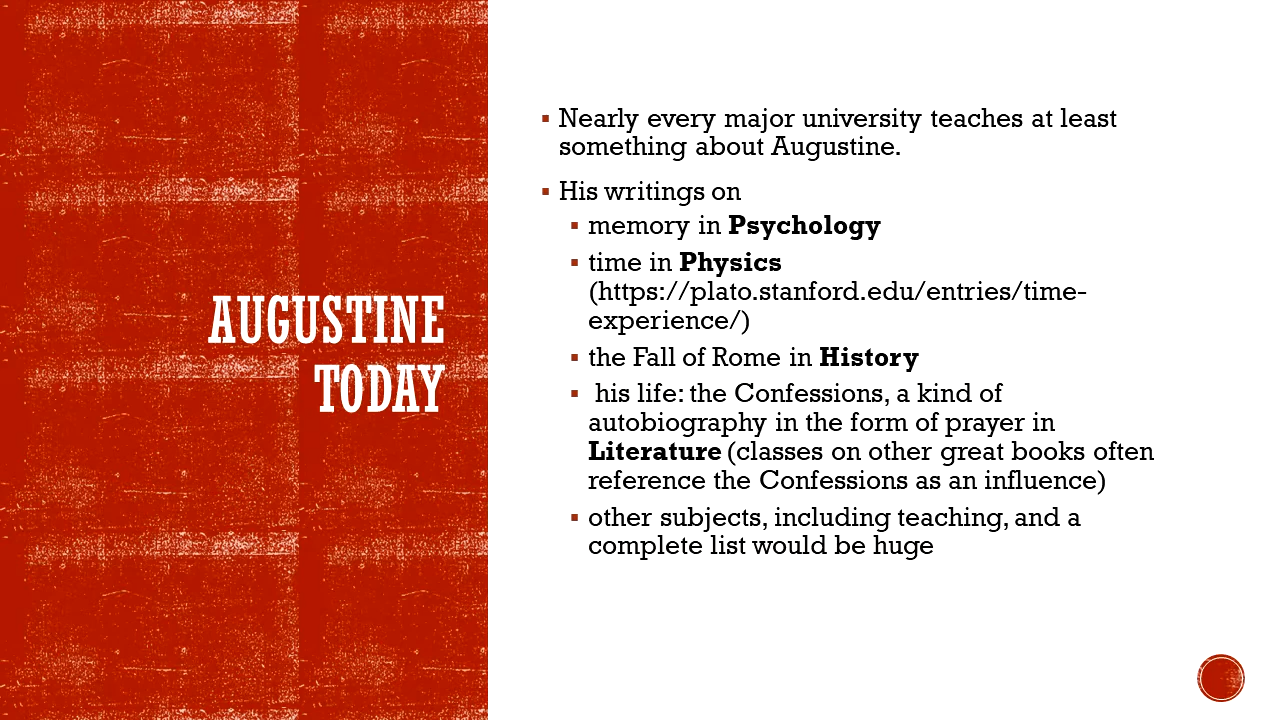 AUGUSTINE
TODAY
▪ Nearly every major university teaches at least
something about Augustine.
▪ His writings on
▪ memory in Psychology
▪ time in Physics
(https://plato.stanford.edu/entries/time-
experience/)
▪ the Fall of Rome in History
▪ his life: the Confessions, a kind of
autobiography in the form of prayer in
Literature (classes on other great books often
reference the Confessions as an influence)
▪ other subjects, including teaching, and a
complete list would be huge